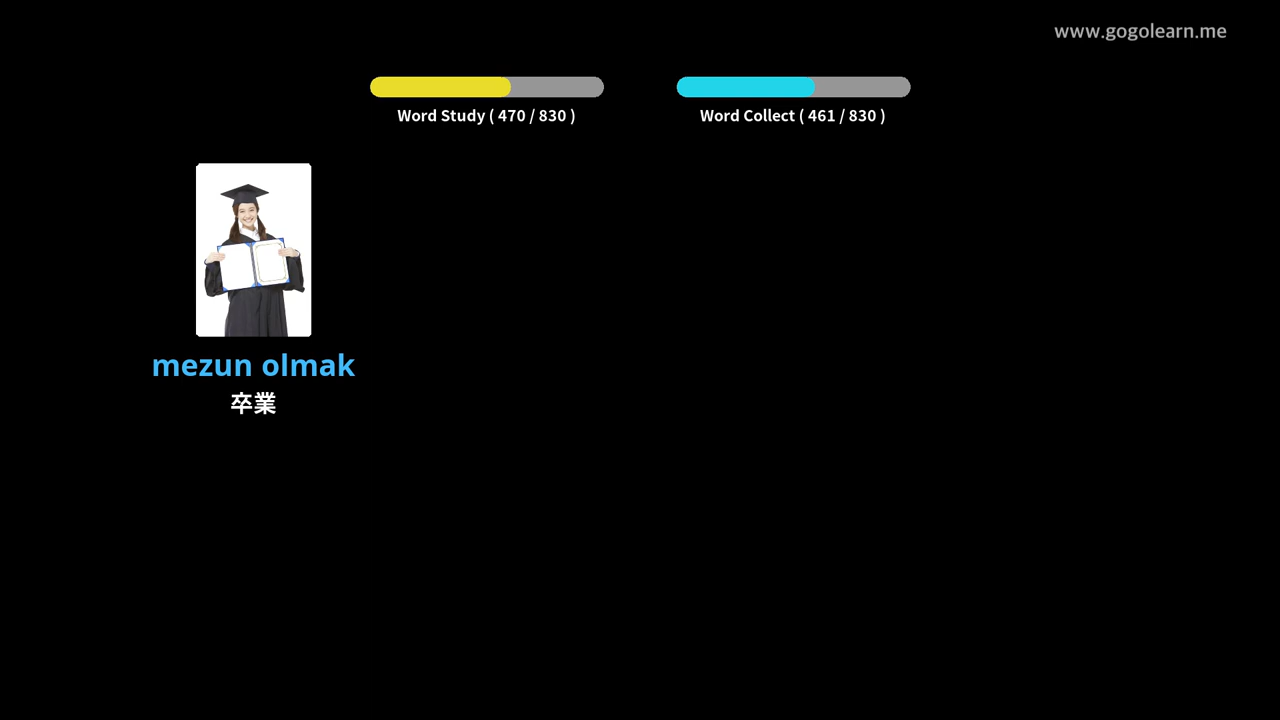 www.gogolearn.me
Word Study ( 470 / 830 )
Word Collect ( 461 / 830 )
mezun olmak
卒業